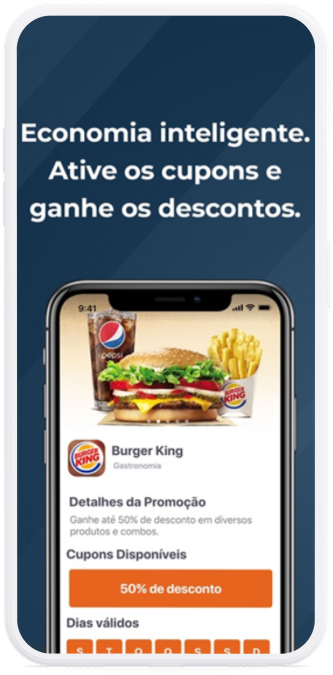 Economia inteligente.
Ative os cupons e
ganhe os descontos.
9:41
pepsi
BURGER
KING
BURGER
KING
Burger King
Gastronomia
Detalhes da Promoção
Ganhe até 50% de desconto em diversos
produtos e combos.
Cupons Disponíveis
50% de desconto
Dias válidos
S T Q Q S S D